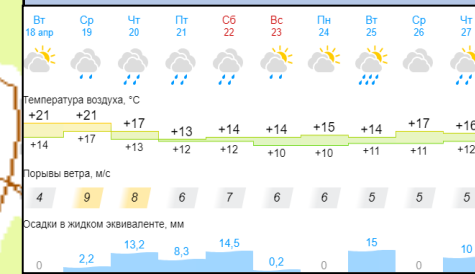 Вт Ср Чт Пт Сб Вс Пн Вт Ср Чт
18 апр 19 20 21 22 23 24 25 26 27
Температура воздуха, °C
+21 +21 +17 +13 +14 +14 +15 +14 +17 +16
+14 +17 +13 +12 +12 +10 +10 +11 +11 +12
Порывы ветра, м/с
4 9 8 6 7 6 6 5 5 5
Осадки в жидком эквиваленте, мм
0 2,2 13,2 8,3 14,5 0,2 0 15 0 10